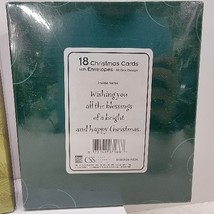 18 Christmas Cards
with Envelopes
Wishing you
all the blessings
of a bright
and happy Christmas.
CSS